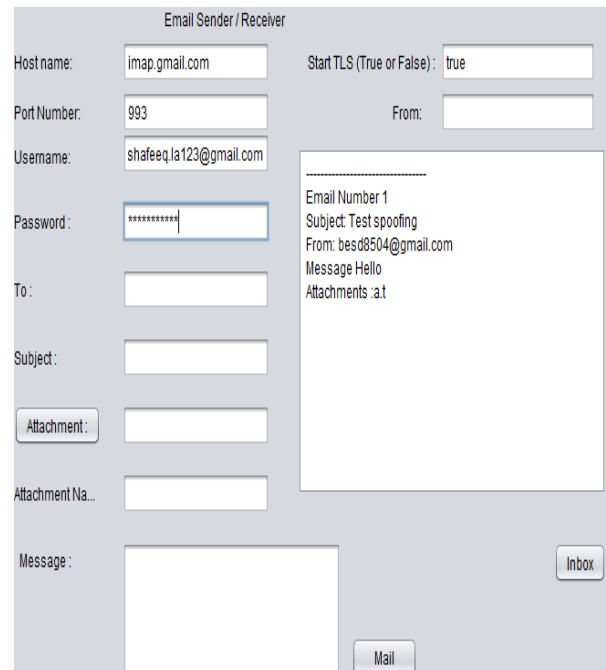 Email Sender / Receiver
Host name: imap.gmail.com Start TLS (True or False) : true
Port Number: 993 From:
Username: shafeeq.la123@gmail.com
Password : ***********
To :
Subject :
Attachment :
Attachment Na...
Message :
---------------------------------
Email Number 1
Subject: Test spoofing
From: besd8504@gmail.com
Message Hello
Attachments :a.t
Inbox
Mail